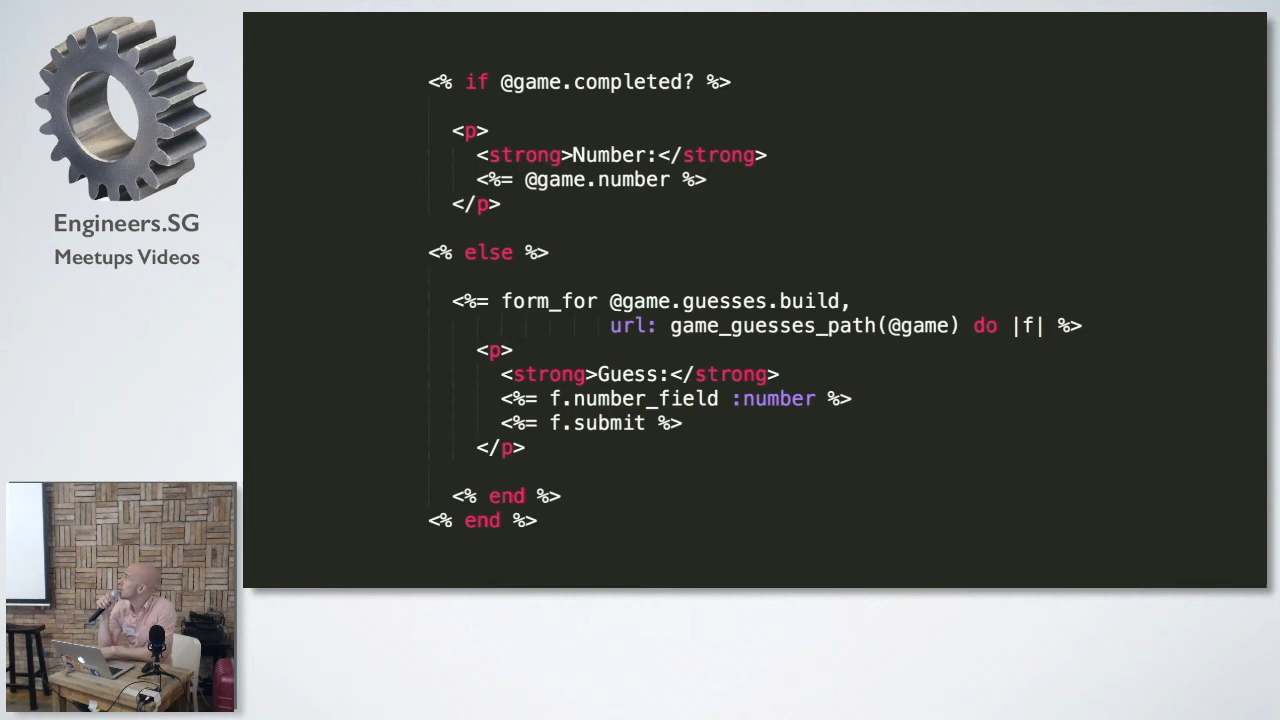 Engineers.SG
Meetups Videos
<% if @game.completed? %>
<p>
<strong>Number:</strong>
<%= @game.number %>
</p>
<% else %>
<%= form_for @game.guesses.build,
url: game_guesses_path(@game) do |f| %>
<p>
<strong>Guess:</strong>
<%= f.number_field :number %>
<%= f.submit %>
</p>
<% end %>
<% end %>